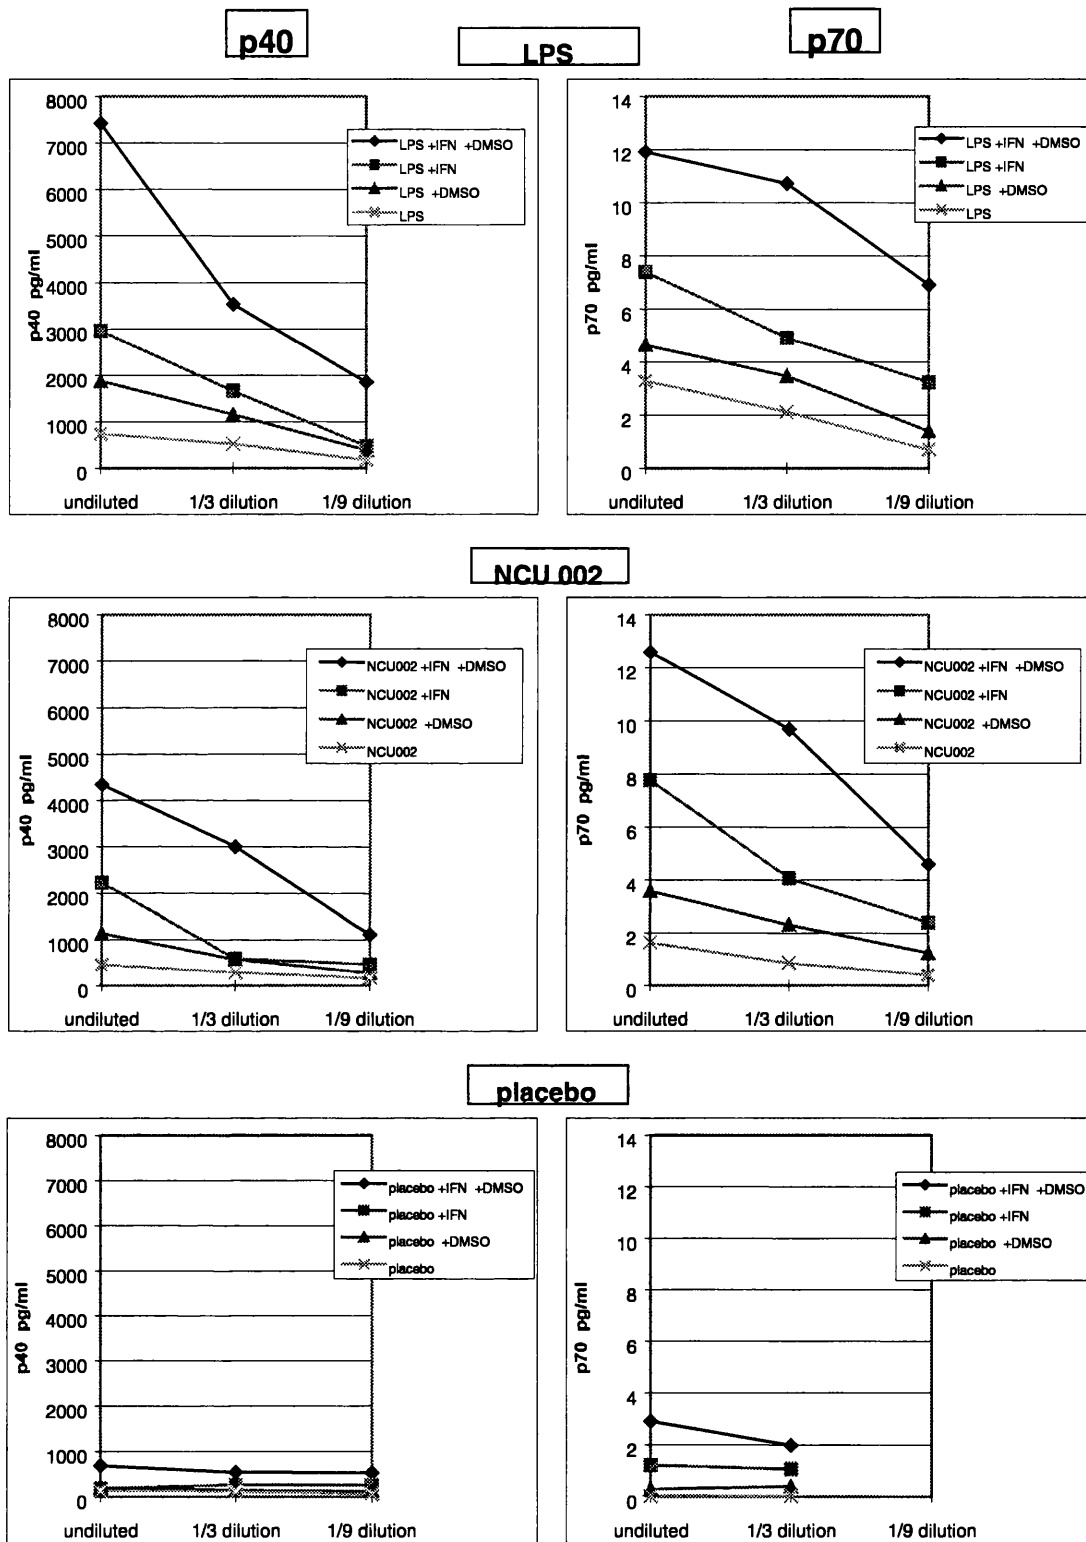 p40
LPS
p70
8000
7000
6000
5000
4000
3000
2000
1000
0
p40 pg/ml
LPS +IFN +DMSO
LPS +IFN
LPS +DMSO
LPS
undiluted 1/3 dilution 1/9 dilution
14
12
10
8
6
4
2
0
p70 pg/ml
LPS +IFN +DMSO
LPS +IFN
LPS +DMSO
LPS
undiluted 1/3 dilution 1/9 dilution
NCU 002
8000
7000
6000
5000
4000
3000
2000
1000
0
p40 pg/ml
NCU002 +IFN +DMSO
NCU002 +IFN
NCU002 +DMSO
NCU002
undiluted 1/3 dilution 1/9 dilution
14
12
10
8
6
4
2
0
p70 pg/ml
NCU002 +IFN +DMSO
NCU002 +IFN
NCU002 +DMSO
NCU002
undiluted 1/3 dilution 1/9 dilution
placebo
8000
7000
6000
5000
4000
3000
2000
1000
0
p40 pg/ml
placebo +IFN +DMSO
placebo +IFN
placebo +DMSO
placebo
undiluted 1/3 dilution 1/9 dilution
14
12
10
8
6
4
2
0
p70 pg/ml
placebo +IFN +DMSO
placebo +IFN
placebo +DMSO
placebo
undiluted 1/3 dilution 1/9 dilution